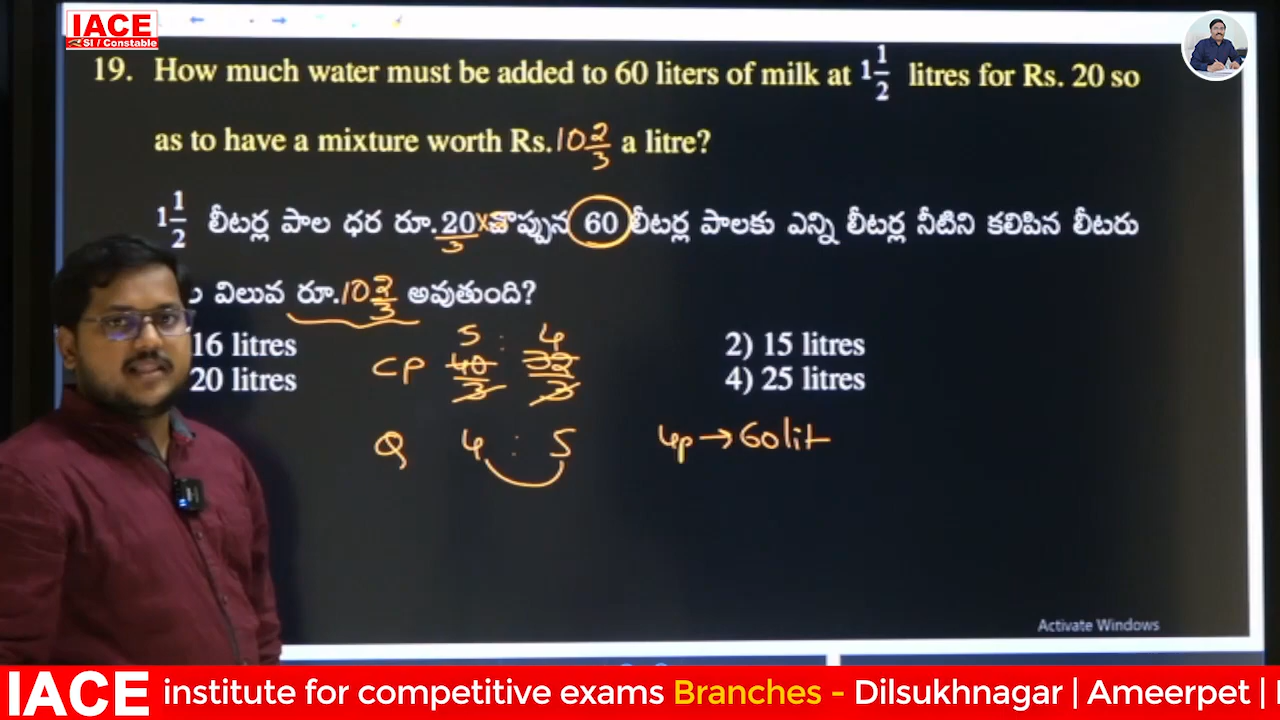 IACE
SI / Constable
19. How much water must be added to 60 liters of milk at 1 1/2 litres for Rs. 20 so
as to have a mixture worth Rs. 10 2/3 a litre?
1 1/2 లీటర్ల పాల ధర రూ. 20/3 × చొప్పున 60 లీటర్ల పాలకు ఎన్ని లీటర్ల నీటిని కలిపిన లీటరు
విలువ రూ. 10 2/3 అవుతుంది?
16 litres
2) 15 litres
20 litres
4) 25 litres
5 : 4
CP 40/3 32/3
Q 4 : 5
4p → 60lit
Activate Windows
IACE institute for competitive exams Branches - Dilsukhnagar | Ameerpet |